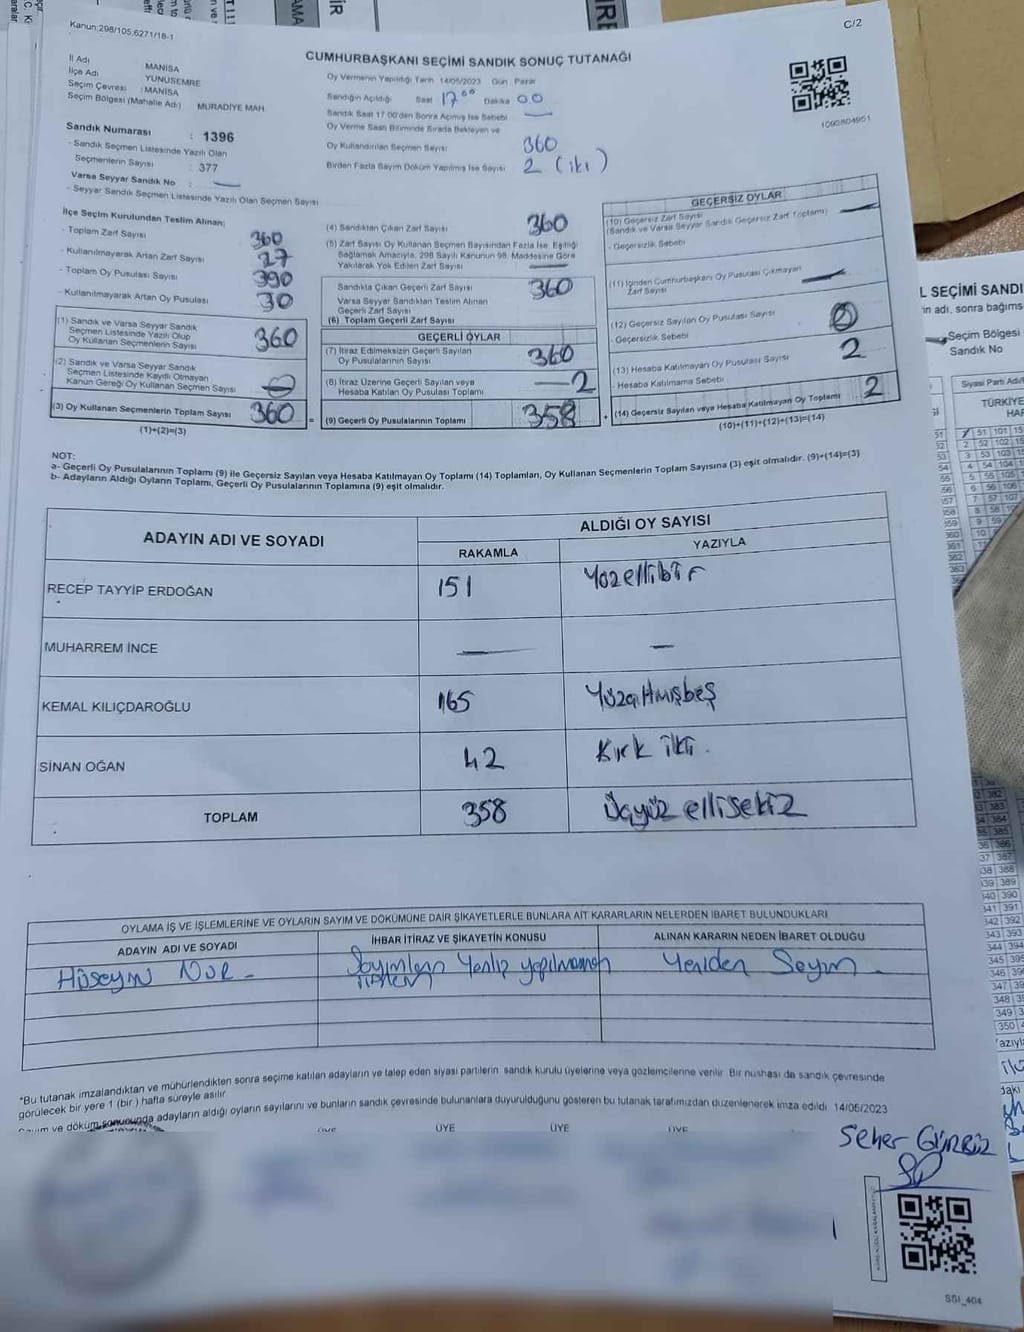 Kanun:298/105,6271/18-1
C/2
CUMHURBAŞKANI SEÇİMİ SANDIK SONUÇ TUTANAĞI
İl Adı MANİSA
İlçe Adı YUNUSEMRE
Seçim Çevresi :MANİSA
Seçim Bölgesi (Mahalle Adı) MURADİYE MAH
Oy Vermenin Yapıldığı Tarih 14/05/2023 Gün Pazar
Sandığın Açıldığı Saat 17°° Dakika 00
Sandık Saat 17.00'den Sonra Açmış İse Sebebi
Oy Verme Saati Bitiminde Sırada Bekleyen ve
Oy Kullandırılan Seçmen Sayısı 360
Birden Fazla Sayım Döküm Yapılmış İse Sayısı 2 (iki)
1092804951
Sandık Numarası : 1396
- Sandık Seçmen Listesinde Yazılı Olan
Seçmenlerin Sayısı : 377
Varsa Seyyar Sandık No :
- Seyyar Sandık Seçmen Listesinde Yazılı Olan Seçmen Sayısı
İlçe Seçim Kurulundan Teslim Alınan;
- Toplam Zarf Sayısı 360
- Kullanılmayarak Artan Zarf Sayısı 27
- Toplam Oy Pusulası Sayısı 390
- Kullanılmayarak Artan Oy Pusulası 30
(1) Sandık ve Varsa Seyyar Sandık
Seçmen Listesinde Yazılı Olup
Oy Kullanan Seçmenlerin Sayısı 360
(2) Sandık ve Varsa Seyyar Sandık
Seçmen Listesinde Kayıtlı Olmayan
Kanun Gereği Oy Kullanan Seçmen Sayısı
(3) Oy Kullanan Seçmenlerin Toplam Sayısı 360
(1)+(2)=(3)
(4) Sandıktan Çıkan Zarf Sayısı 360
(5) Zarf Sayısı Oy Kullanan Seçmen Sayısından Fazla İse, Eşitliği
Sağlamak Amacıyla, 298 Sayılı Kanunun 98. Maddesine Göre
Yakılarak Yok Edilen Zarf Sayısı
Sandıkta Çıkan Geçerli Zarf Sayısı 360
Varsa Seyyar Sandıktan Teslim Alınan
Geçerli Zarf Sayısı
(6) Toplam Geçerli Zarf Sayısı
GEÇERLİ OYLAR
(7) İtiraz Edilmeksizin Geçerli Sayılan
Oy Pusulalarının Sayısı 360
(8) İtiraz Üzerine Geçerli Sayılan veya
Hesaba Katılan Oy Pusulası Toplamı —2
= (9) Geçerli Oy Pusulalarının Toplamı 358
GEÇERSİZ OYLAR
(10) Geçersiz Zarf Sayısı
(Sandık ve Varsa Seyyar Sandık Geçersiz Zarf Toplamı)
- Geçersizlik Sebebi
(11) İçinden Cumhurbaşkanı Oy Pusulası Çıkmayan
Zarf Sayısı
(12) Geçersiz Sayılan Oy Pusulası Sayısı 0
Geçersizlik Sebebi
(13) Hesaba Katılmayan Oy Pusulası Sayısı 2
Hesaba Katılmama Sebebi
+ (14) Geçersiz Sayılan veya Hesaba Katılmayan Oy Toplamı 2
(10)+(11)+(12)+(13)=(14)
NOT:
a- Geçerli Oy Pusulalarının Toplamı (9) ile Geçersiz Sayılan veya Hesaba Katılmayan Oy Toplamı (14) Toplamları, Oy Kullanan Seçmenlerin Toplam Sayısına (3) eşit olmalıdır. (9)+(14)=(3)
b- Adayların Aldığı Oyların Toplamı, Geçerli Oy Pusulalarının Toplamına (9) eşit olmalıdır.
ADAYIN ADI VE SOYADI
ALDIĞI OY SAYISI
RAKAMLA YAZIYLA
RECEP TAYYİP ERDOĞAN 151 Yüzellibir
MUHARREM İNCE — —
KEMAL KILIÇDAROĞLU 165 Yüzaltmışbeş
SİNAN OĞAN 42 Kırk iki.
TOPLAM 358 Üçyüz ellisekiz
OYLAMA İŞ VE İŞLEMLERİNE VE OYLARIN SAYIM VE DÖKÜMÜNE DAİR ŞİKAYETLERLE BUNLARA AİT KARARLARIN NELERDEN İBARET BULUNDUKLARI
ADAYIN ADI VE SOYADI İHBAR İTİRAZ VE ŞİKAYETİN KONUSU ALINAN KARARIN NEDEN İBARET OLDUĞU
Hüseyin NUR - Yeniden Sayım -
*Bu tutanak imzalandıktan ve mühürlendikten sonra seçime katılan adayların ve talep eden siyasi partilerin sandık kurulu üyelerine veya gözlemcilerine verilir. Bir nushası da sandık çevresinde
görülecek bir yere 1 (bir) hafta süreyle asılır
Sayım ve döküm sonucunda adayların aldığı oyların sayılarını ve bunların sandık çevresinde bulunanlara duyurulduğunu gösteren bu tutanak tarafımızdan düzenlenerek imza edildi. 14/05/2023
ÜYE ÜYE ÜYE ÜYE
Seher Gürbüz
SSI_404
L SEÇİMİ SANDI
Seçim Bölgesi
Sandık No
Siyasi Parti Adı
TÜRKİYE